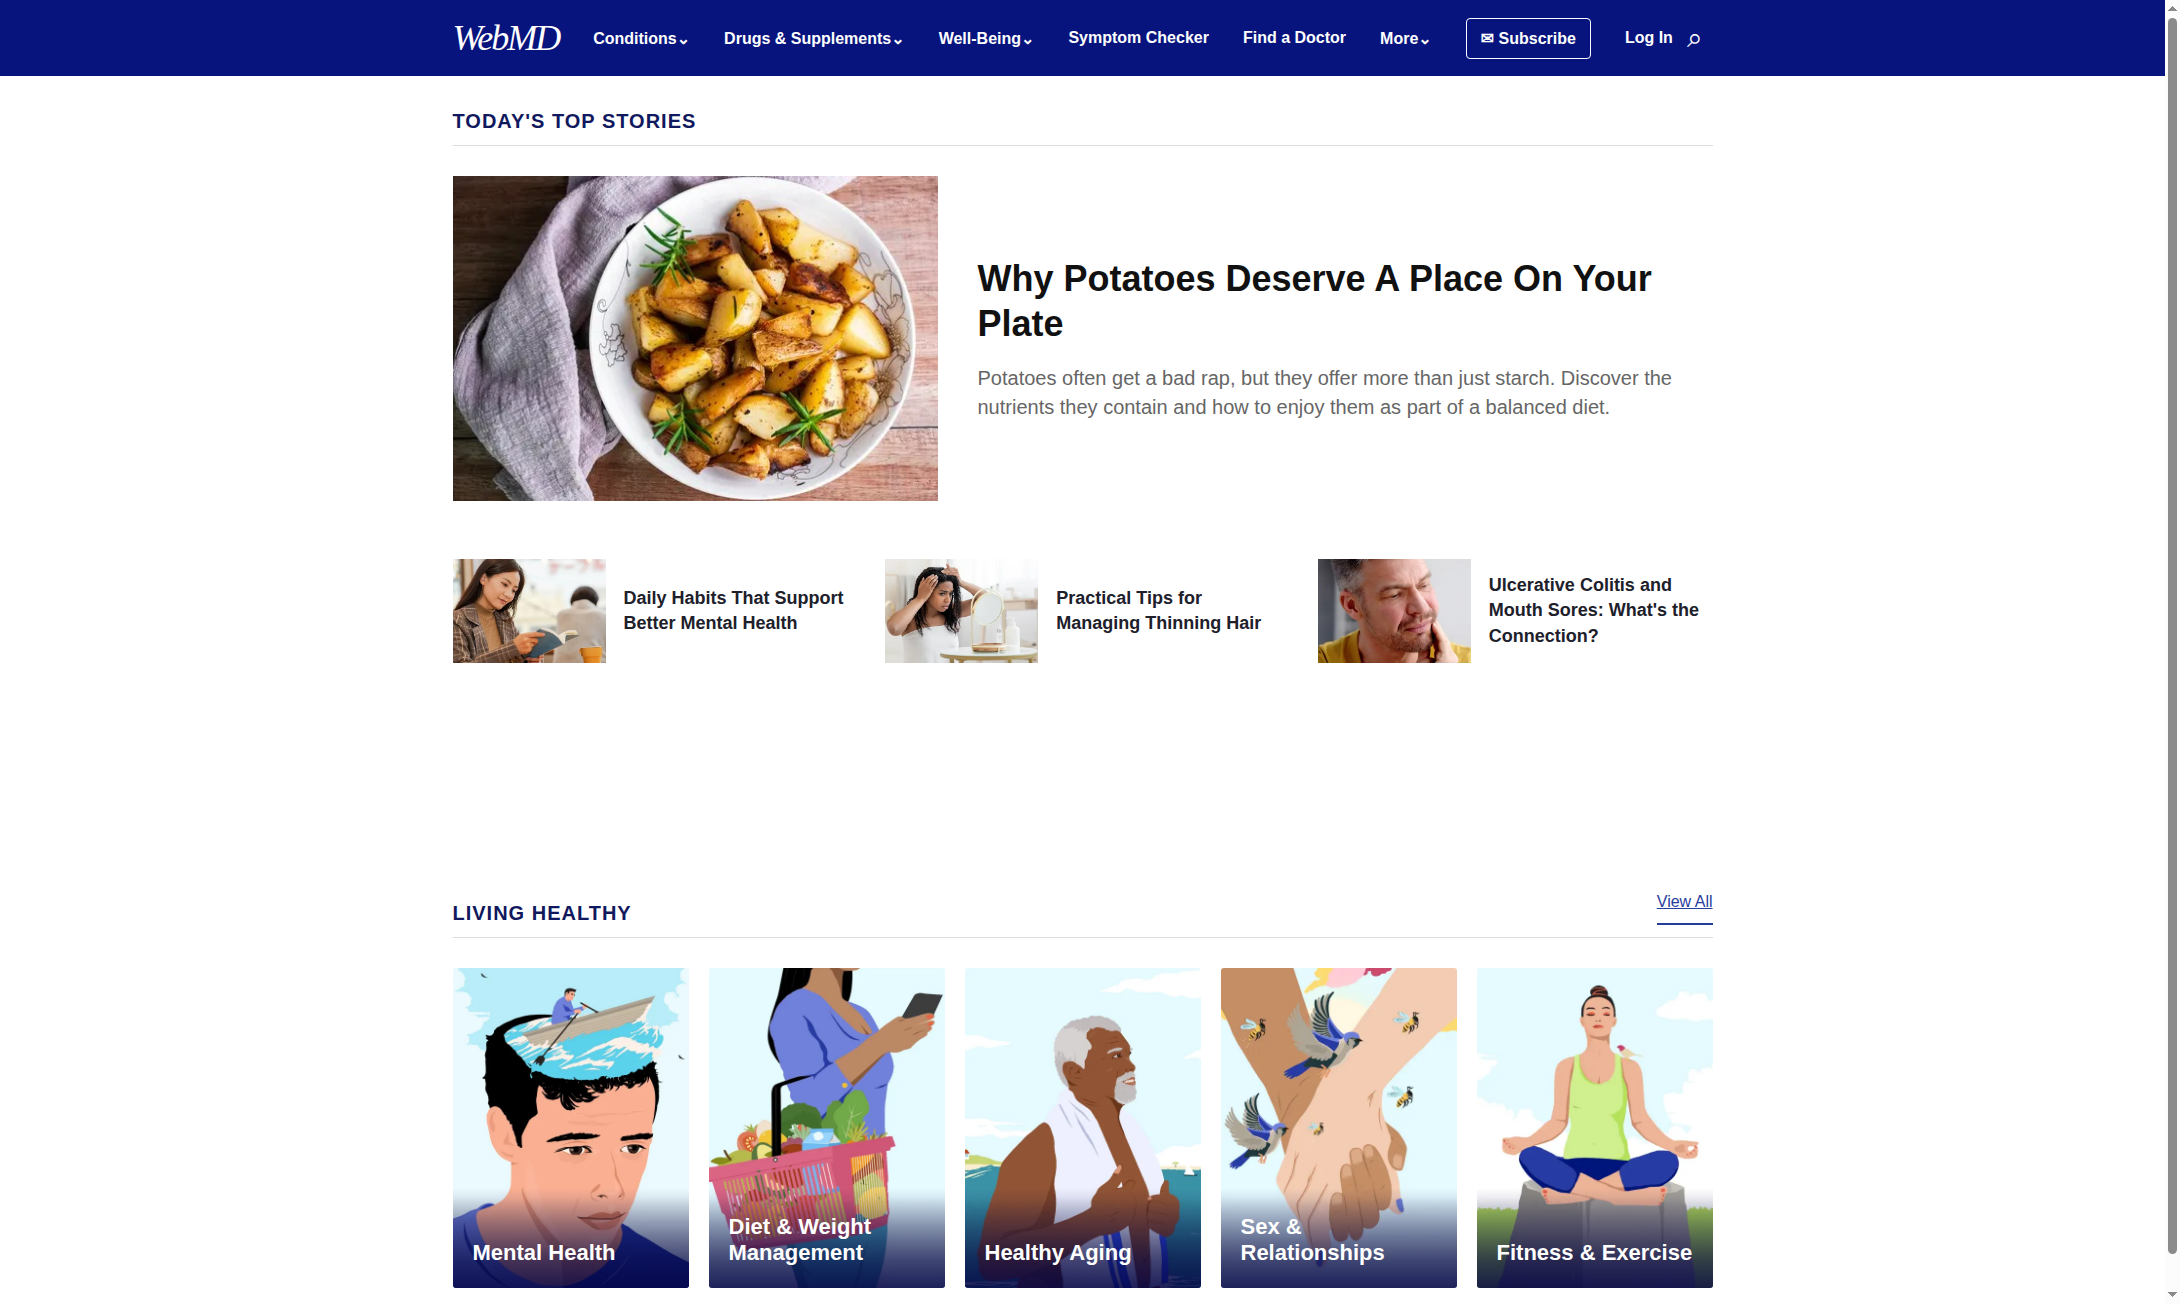 WebMD Conditions Drugs & Supplements Well-Being Symptom Checker Find a Doctor More ✉ Subscribe Log In
TODAY'S TOP STORIES
Why Potatoes Deserve A Place On Your
Plate
Potatoes often get a bad rap, but they offer more than just starch. Discover the
nutrients they contain and how to enjoy them as part of a balanced diet.
Daily Habits That Support
Better Mental Health
Practical Tips for
Managing Thinning Hair
Ulcerative Colitis and
Mouth Sores: What's the
Connection?
LIVING HEALTHY
View All
Mental Health
Diet & Weight
Management
Healthy Aging
Sex &
Relationships
Fitness & Exercise